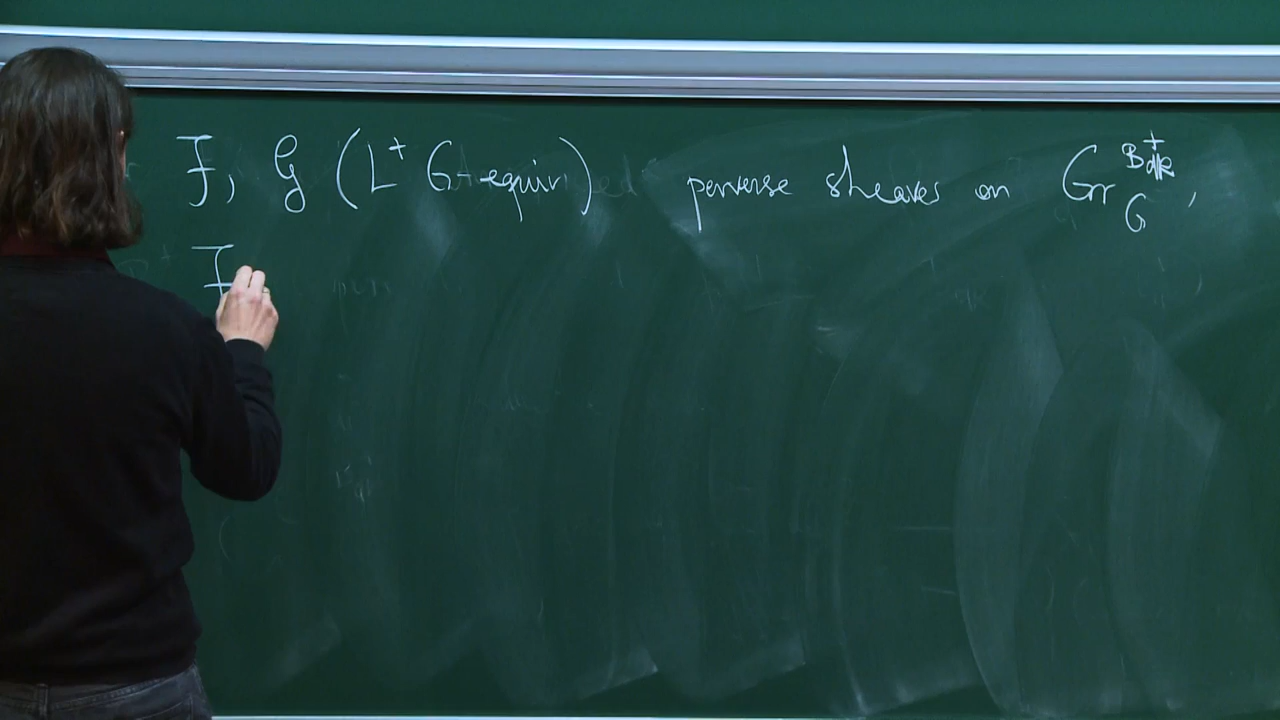 ℱ, 𝒢 (L⁺ G-equiv) perverse sheaves on Gr_G^{B_dR^+},
ℱ